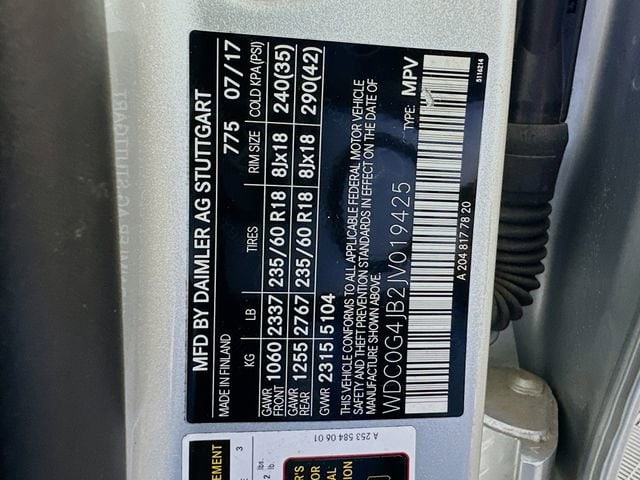 MFD BY DAIMLER AG STUTTGART
MADE IN FINLAND 775 07/17
KG LB TIRES RIM SIZE COLD KPA (PSI)
GAWR FRONT 1060 2337 235/60 R18 8Jx18 240(35)
GAWR REAR 1255 2767 235/60 R18 8Jx18 290(42)
GVWR 2315 5104
THIS VEHICLE CONFORMS TO ALL APPLICABLE FEDERAL MOTOR VEHICLE
SAFETY AND THEFT PREVENTION STANDARDS IN EFFECT ON THE DATE OF
MANUFACTURE SHOWN ABOVE.
WDC0G4JB2JV019425 TYPE: MPV
A 204 817 78 20
5116214
A 253 584 06 01